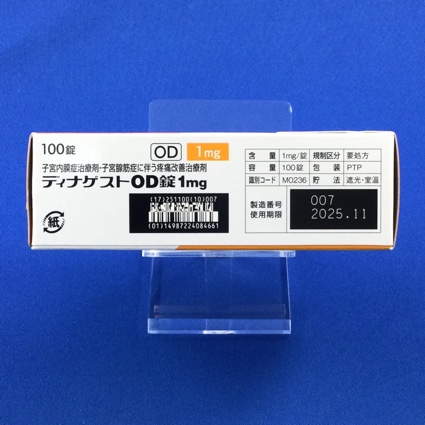 100錠
OD 1mg
子宮内膜症治療剤・子宮腺筋症に伴う疼痛改善治療剤
ディナゲストOD錠1mg
(17)251100(10)007
(01)14987224084661
紙
含量 1mg/錠 規制区分 要処方
容量 100錠 包装 PTP
識別コード M0236 貯法 遮光・室温
製造番号 007
使用期限 2025.11